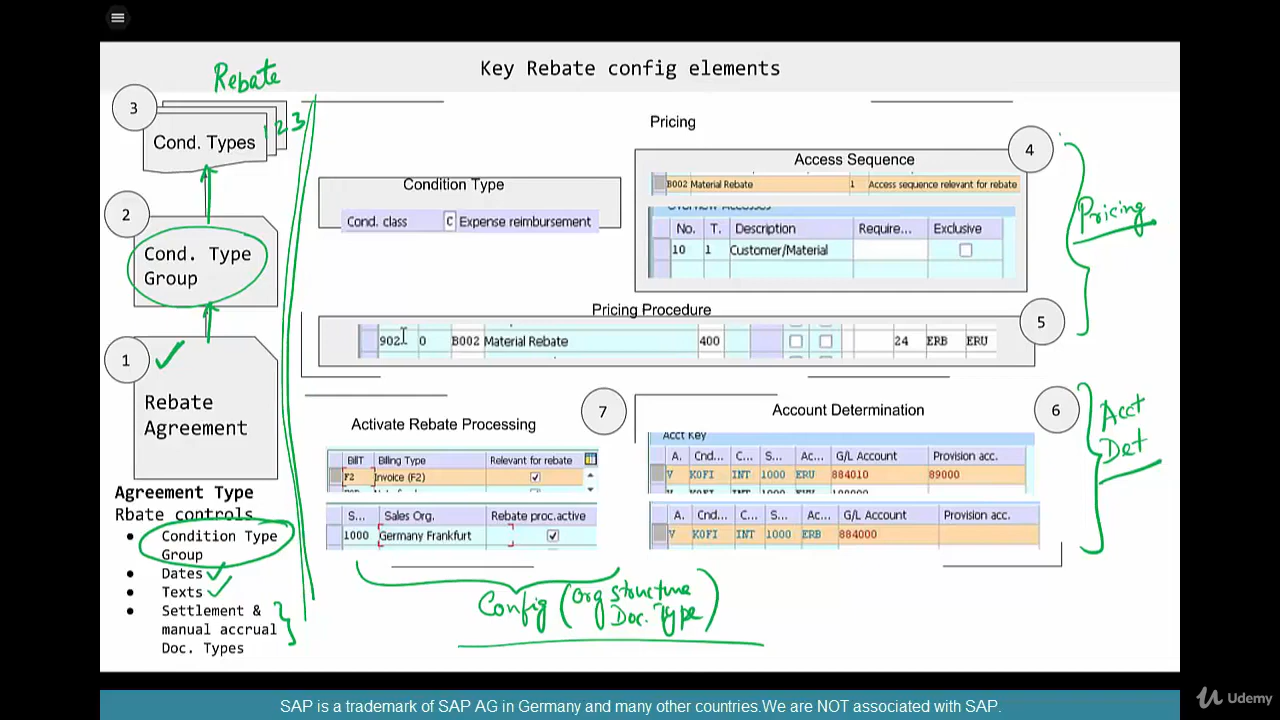 Key Rebate config elements
Rebate
3
Cond. Types
1 2 3
2
Cond. Type
Group
1
Rebate
Agreement
Agreement Type
Rbate controls
Condition Type
Group
Dates
Texts
Settlement &
manual accrual
Doc. Types
Pricing
Condition Type
Cond. class C Expense reimbursement
4
Access Sequence
B002 Material Rebate 1 Access sequence relevant for rebate
Overview Accesses
No. T. Description Require... Exclusive
10 1 Customer/Material
Pricing
Pricing Procedure
5
902 0 B002 Material Rebate 400 24 ERB ERU
7
Activate Rebate Processing
BillT Billing Type Relevant for rebate
F2 Invoice (F2)
S... Sales Org. Rebate proc.active
1000 Germany Frankfurt
6
Account Determination
Acct Key
A. Cnd... C... S... Ac... G/L Account Provision acc.
V KOFI INT 1000 ERU 884010 89000
A. Cnd... C... S... Ac... G/L Account Provision acc.
V KOFI INT 1000 ERB 884000
Acct
Det
Config (Org structure
Doc. Type)
SAP is a trademark of SAP AG in Germany and many other countries.We are NOT associated with SAP.
Udemy